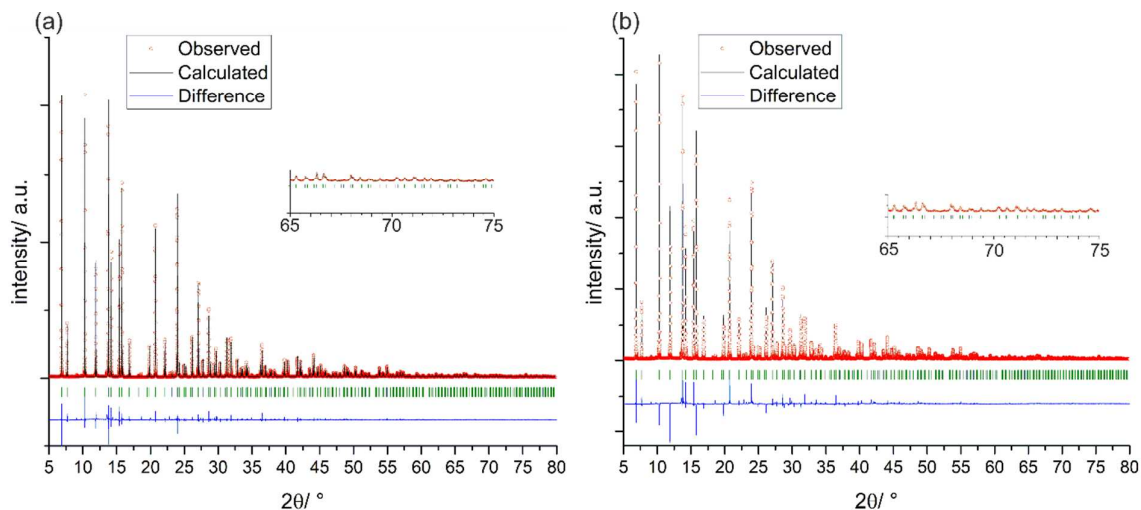 (a)
Observed
Calculated
Difference
intensity/ a.u.
65 70 75
5 10 15 20 25 30 35 40 45 50 55 60 65 70 75 80
2θ/ °
(b)
Observed
Calculated
Difference
intensity/ a.u.
65 70 75
5 10 15 20 25 30 35 40 45 50 55 60 65 70 75 80
2θ/ °